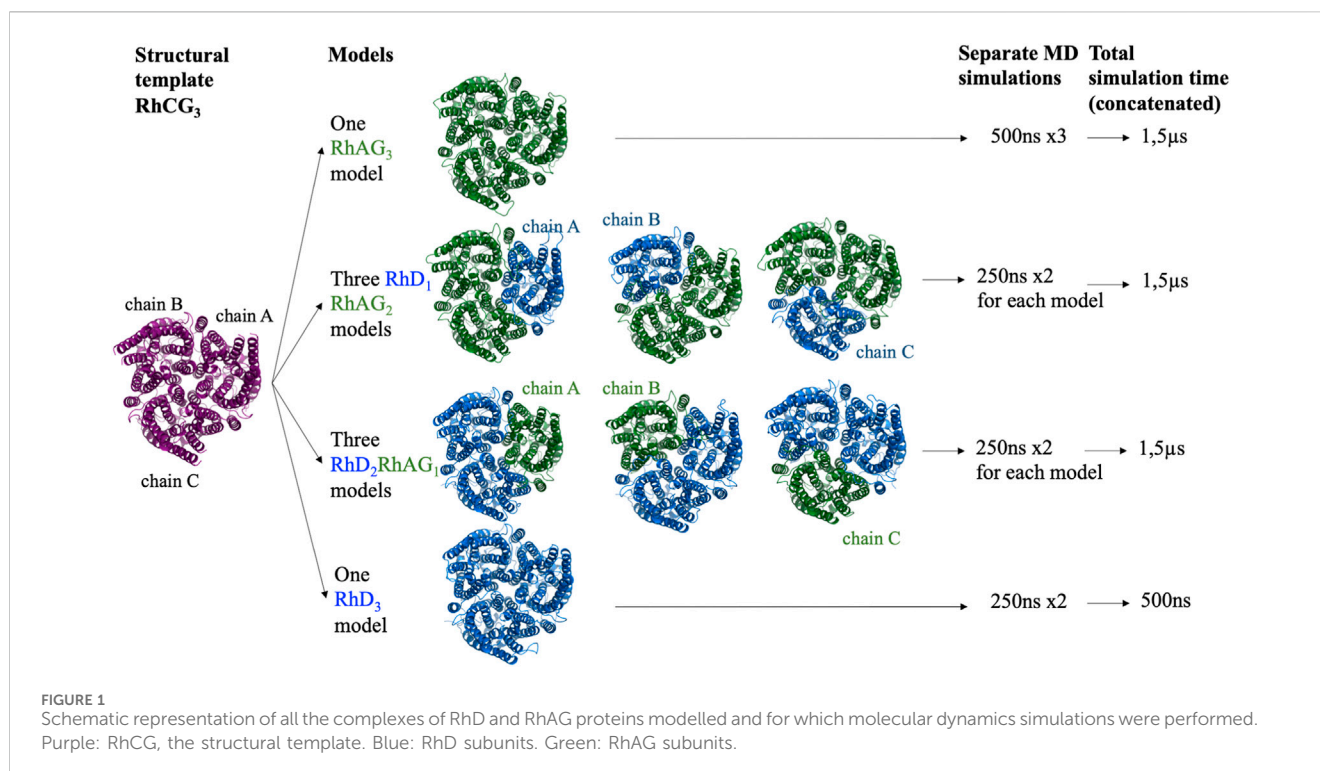 Structural
template
RhCG₃
Models
Separate MD
simulations
Total
simulation time
(concatenated)
One
RhAG₃
model
500ns x3
1,5µs
Three RhD₁
RhAG₂
models
chain A
chain B
chain C
250ns x2
for each model
1,5µs
chain B
chain A
chain C
Three
RhD₂RhAG₁
models
chain A
chain B
chain C
250ns x2
for each model
1,5µs
One
RhD₃
model
250ns x2
500ns
FIGURE 1
Schematic representation of all the complexes of RhD and RhAG proteins modelled and for which molecular dynamics simulations were performed.
Purple: RhCG, the structural template. Blue: RhD subunits. Green: RhAG subunits.